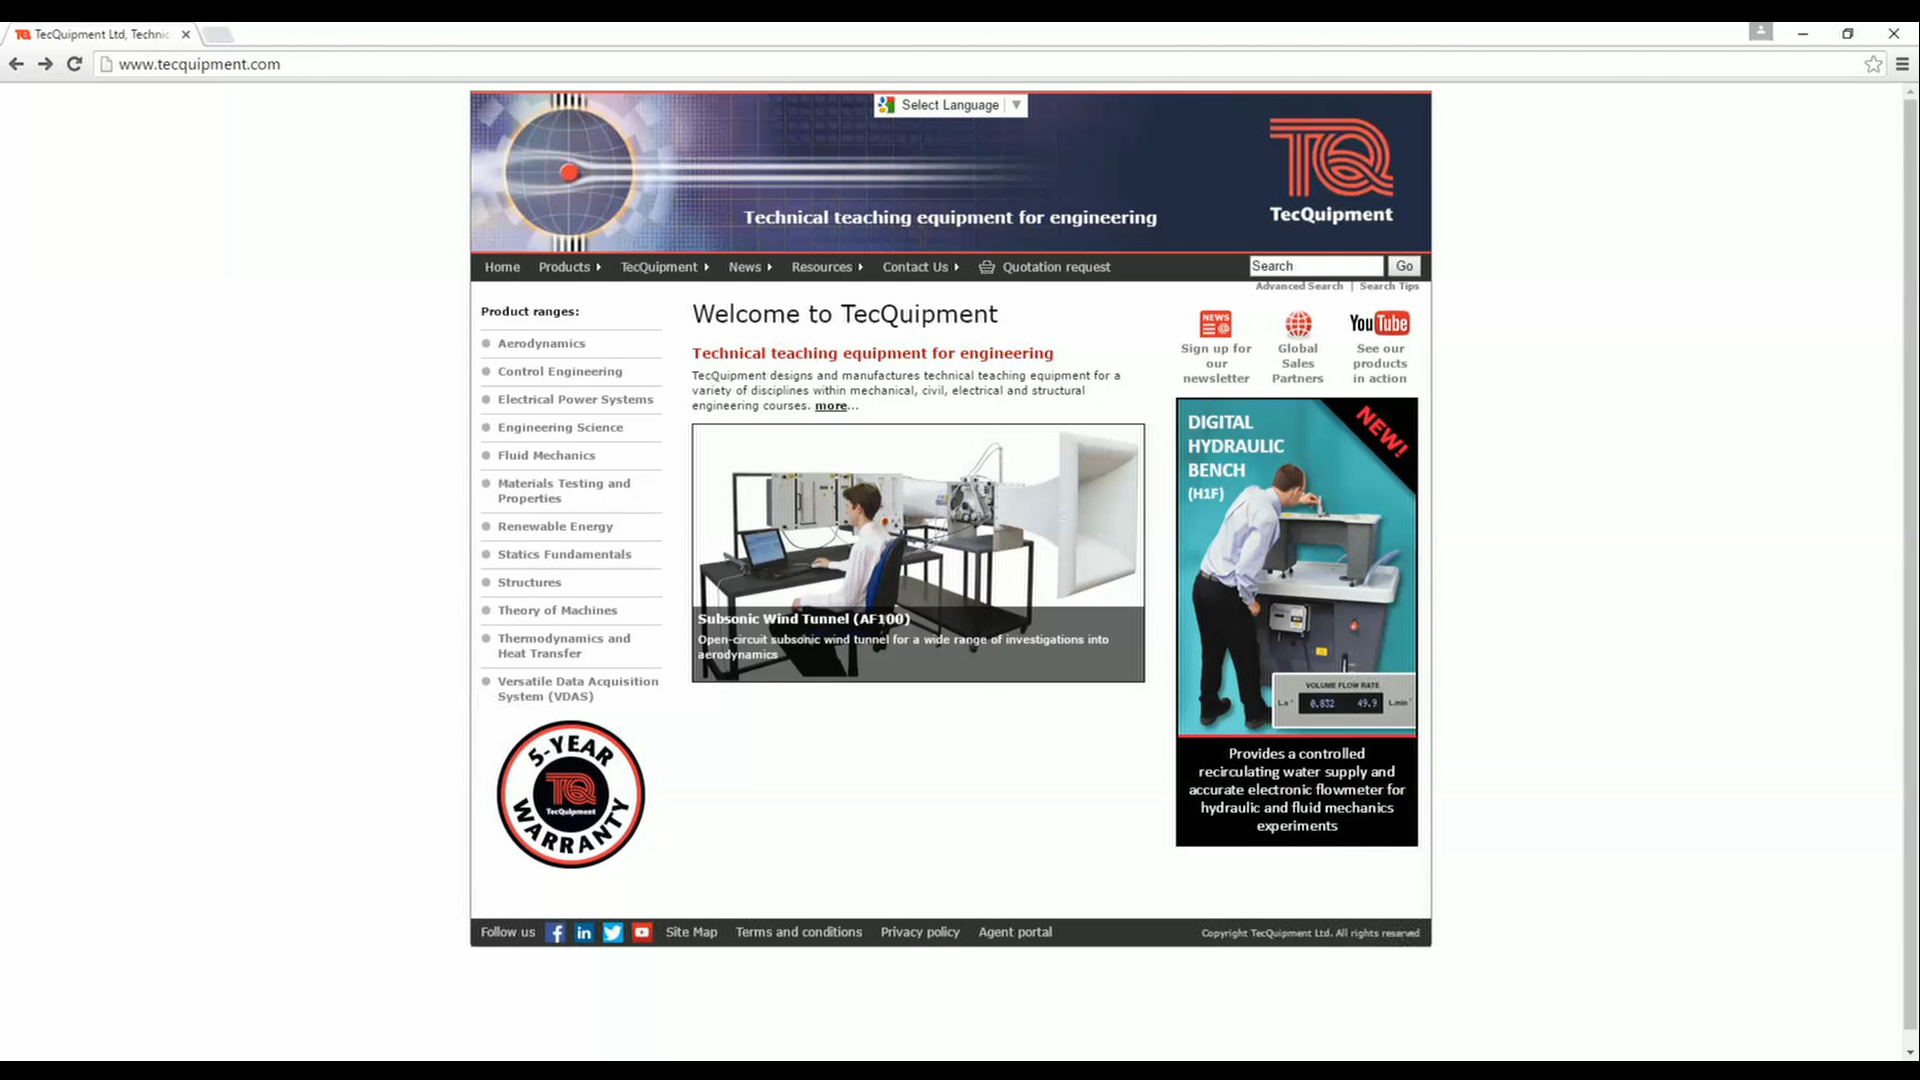 TecQuipment Ltd, Technic
www.tecquipment.com
Select Language
TQ
TecQuipment
Technical teaching equipment for engineering
Home Products TecQuipment News Resources Contact Us Quotation request Search Go
Advanced Search | Search Tips
Product ranges:
Aerodynamics
Control Engineering
Electrical Power Systems
Engineering Science
Fluid Mechanics
Materials Testing and
Properties
Renewable Energy
Statics Fundamentals
Structures
Theory of Machines
Thermodynamics and
Heat Transfer
Versatile Data Acquisition
System (VDAS)
5-YEAR
TQ
TecQuipment
WARRANTY
Welcome to TecQuipment
Technical teaching equipment for engineering
TecQuipment designs and manufactures technical teaching equipment for a
variety of disciplines within mechanical, civil, electrical and structural
engineering courses. more...
Subsonic Wind Tunnel (AF100)
Open-circuit subsonic wind tunnel for a wide range of investigations into
aerodynamics
NEWS
@
Sign up for
our
newsletter
Global
Sales
Partners
YouTube
See our
products
in action
DIGITAL
HYDRAULIC
BENCH
(H1F)
NEW!
VOLUME FLOW RATE
0.832 49.9 L.min
Provides a controlled
recirculating water supply and
accurate electronic flowmeter for
hydraulic and fluid mechanics
experiments
Follow us Site Map Terms and conditions Privacy policy Agent portal Copyright TecQuipment Ltd. All rights reserved